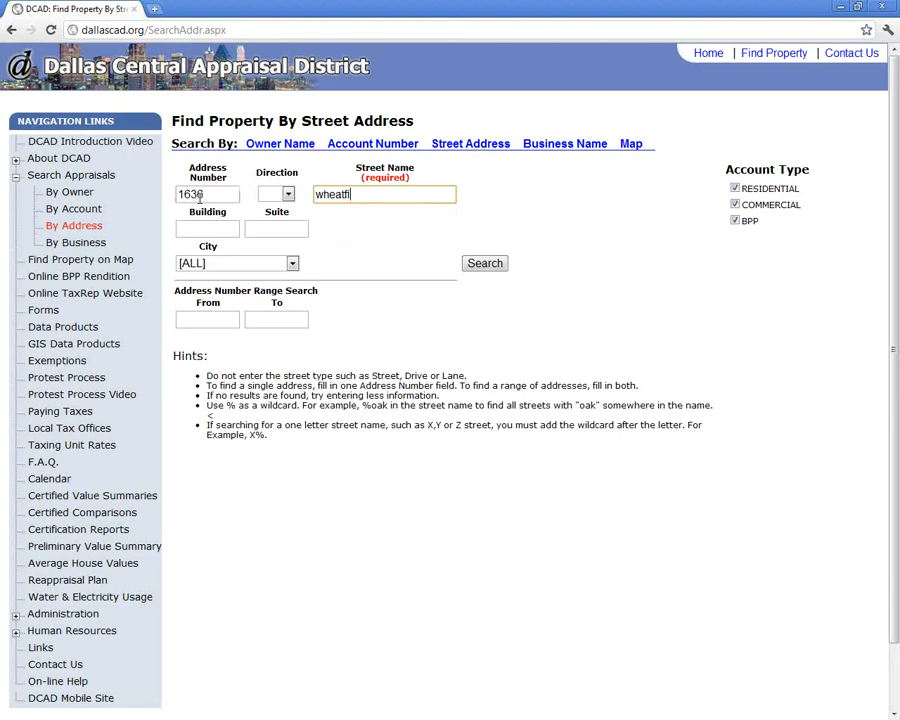 DCAD: Find Property By Str
dallascad.org/SearchAddr.aspx
Dallas Central Appraisal District
Home | Find Property | Contact Us
NAVIGATION LINKS
DCAD Introduction Video
About DCAD
Search Appraisals
By Owner
By Account
By Address
By Business
Find Property on Map
Online BPP Rendition
Online TaxRep Website
Forms
Data Products
GIS Data Products
Exemptions
Protest Process
Protest Process Video
Paying Taxes
Local Tax Offices
Taxing Unit Rates
F.A.Q.
Calendar
Certified Value Summaries
Certified Comparisons
Certification Reports
Preliminary Value Summary
Average House Values
Reappraisal Plan
Water & Electricity Usage
Administration
Human Resources
Links
Contact Us
On-line Help
DCAD Mobile Site
Find Property By Street Address
Search By: Owner Name Account Number Street Address Business Name Map
Address Number Direction Street Name (required)
1636 wheatfi
Building Suite
City
[ALL] Search
Address Number Range Search
From To
Account Type
RESIDENTIAL
COMMERCIAL
BPP
Hints:
Do not enter the street type such as Street, Drive or Lane.
To find a single address, fill in one Address Number field. To find a range of addresses, fill in both.
If no results are found, try entering less information.
Use % as a wildcard. For example, %oak in the street name to find all streets with "oak" somewhere in the name.
<
If searching for a one letter street name, such as X,Y or Z street, you must add the wildcard after the letter. For
Example, X%.